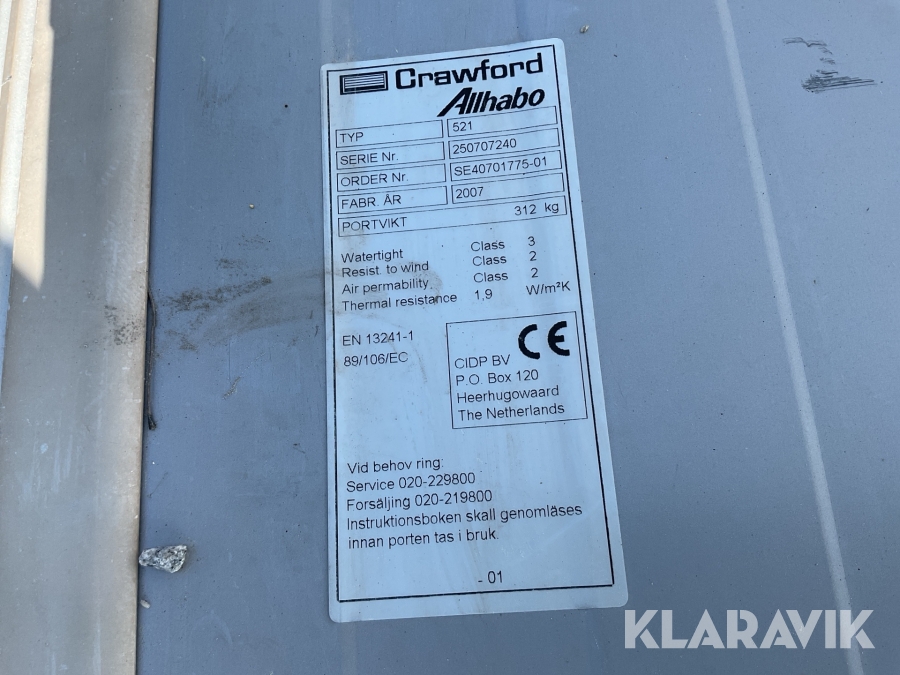 Crawford
Allhabo
TYP 521
SERIE Nr. 250707240
ORDER Nr. SE40701775-01
FABR. ÅR 2007
PORTVIKT 312 kg
Watertight Class 3
Resist. to wind Class 2
Air permability Class 2
Thermal resistance 1,9 W/m²K
EN 13241-1
89/106/EC
CE
CIDP BV
P.O. Box 120
Heerhugowaard
The Netherlands
Vid behov ring:
Service 020-229800
Forsäljing 020-219800
Instruktionsboken skall genomläses
innan porten tas i bruk.
- 01
KLARAVIK